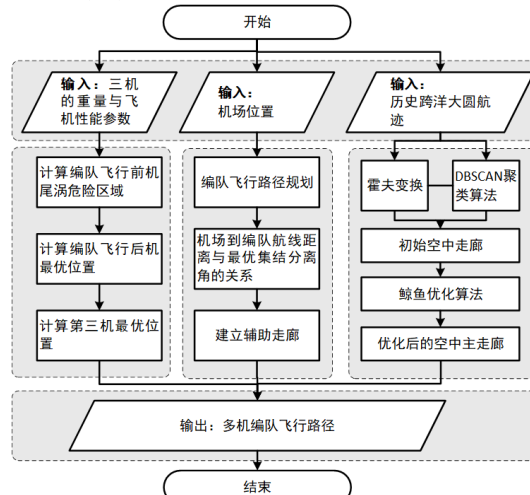 开始
输入：三机
的重量与飞
机性能参数
输入：
机场位置
输入：
历史跨洋大圆航
迹
计算编队飞行前机
尾涡危险区域
计算编队飞行后机
最优位置
计算第三机最优位
置
编队飞行路径规划
机场到编队航线距
离与最优集结分离
角的关系
建立辅助走廊
霍夫变换
DBSCAN聚
类算法
初始空中走廊
鲸鱼优化算法
优化后的空中主走廊
输出：多机编队飞行路径
结束